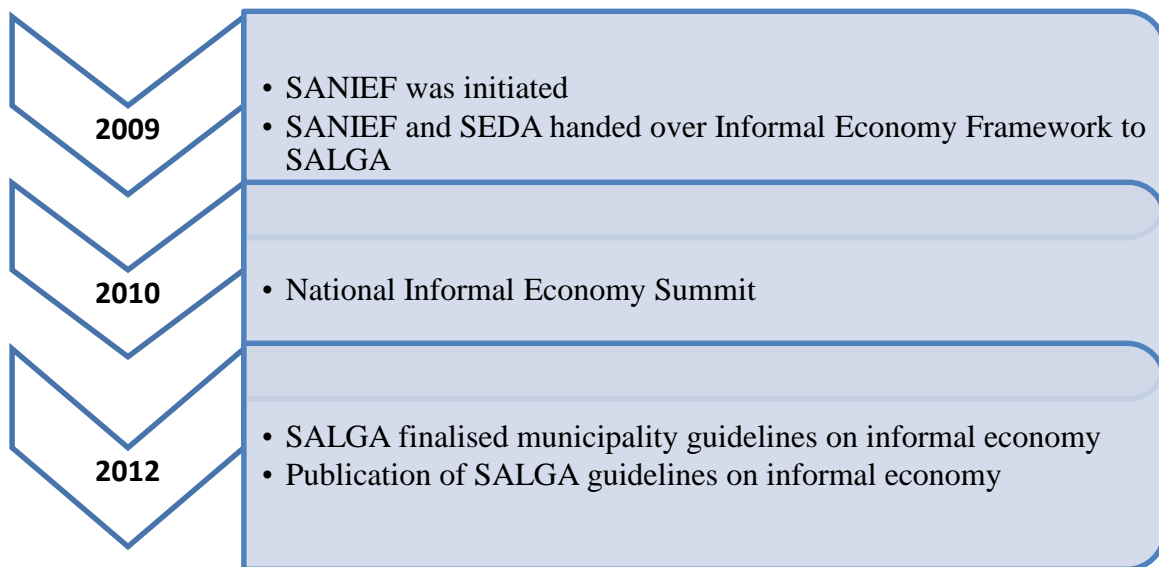 2009
• SANIEF was initiated
• SANIEF and SEDA handed over Informal Economy Framework to
SALGA
2010
• National Informal Economy Summit
2012
• SALGA finalised municipality guidelines on informal economy
• Publication of SALGA guidelines on informal economy